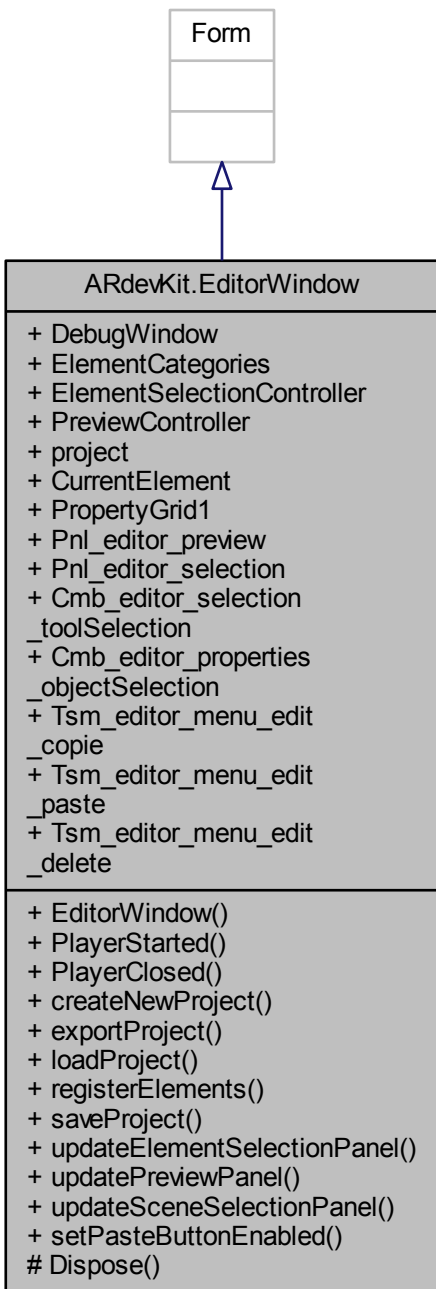 Form
ARdevKit.EditorWindow
+ DebugWindow
+ ElementCategories
+ ElementSelectionController
+ PreviewController
+ project
+ CurrentElement
+ PropertyGrid1
+ Pnl_editor_preview
+ Pnl_editor_selection
+ Cmb_editor_selection
_toolSelection
+ Cmb_editor_properties
_objectSelection
+ Tsm_editor_menu_edit
_copie
+ Tsm_editor_menu_edit
_paste
+ Tsm_editor_menu_edit
_delete
+ EditorWindow()
+ PlayerStarted()
+ PlayerClosed()
+ createNewProject()
+ exportProject()
+ loadProject()
+ registerElements()
+ saveProject()
+ updateElementSelectionPanel()
+ updatePreviewPanel()
+ updateSceneSelectionPanel()
+ setPasteButtonEnabled()
# Dispose()